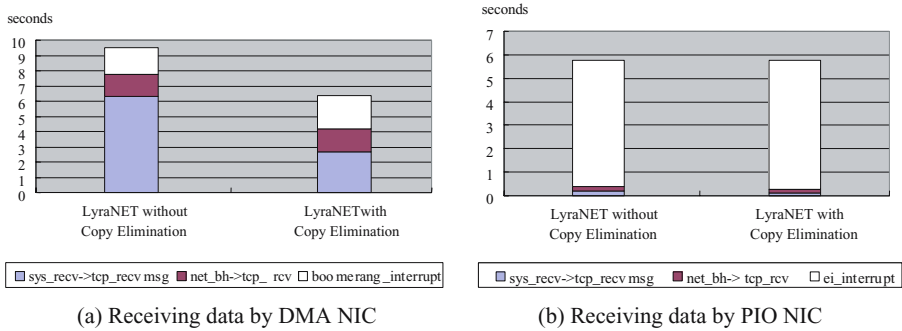 seconds
10
9
8
7
6
5
4
3
2
1
0
LyraNET without
Copy Elimination
LyraNETwith
Copy Elimination
sys_recv->tcp_recv msg
net_bh->tcp_ rcv
boo merang_interrupt
(a) Receiving data by DMA NIC
seconds
7
6
5
4
3
2
1
0
LyraNET without
Copy Elimination
LyraNET with
Copy Elimination
sys_recv->tcp_recv msg
net_bh-> tcp_rcv
ei_interrupt
(b) Receiving data by PIO NIC